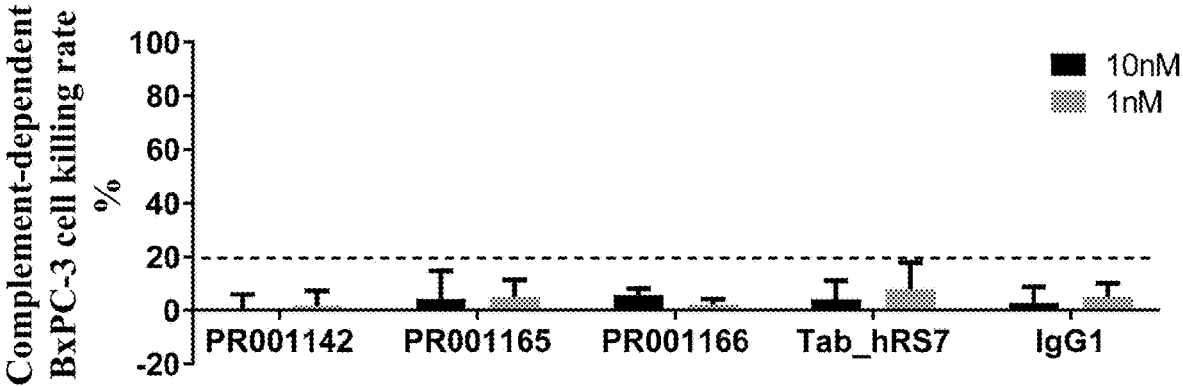 Complement-dependent
BxPC-3 cell killing rate
%
100
80
60
40
20
0
-20
10nM
1nM
PR001142 PR001165 PR001166 Tab_hRS7 IgG1